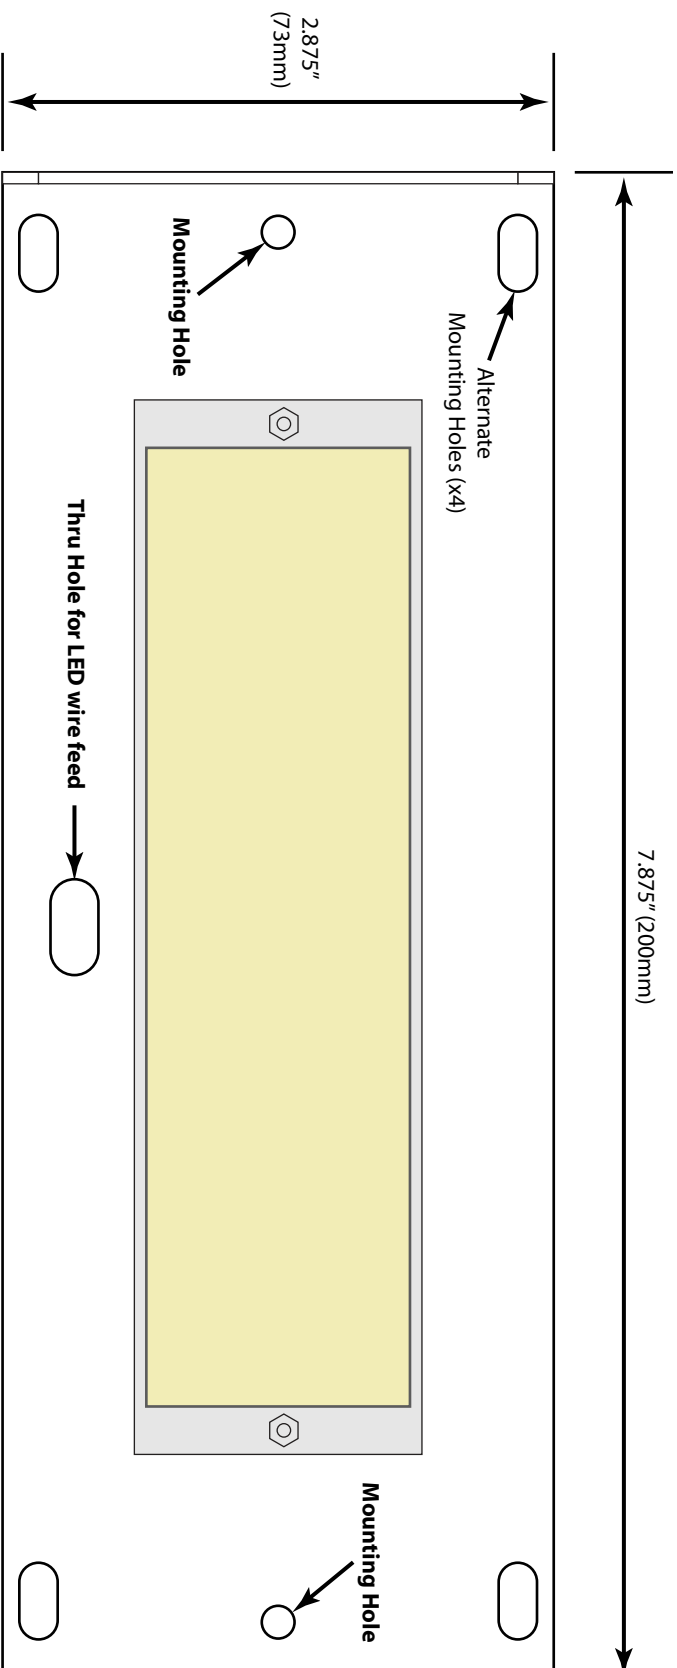 7.875" (200mm)
2.875"
(73mm)
Alternate
Mounting Holes (x4)
Mounting Hole
Mounting Hole
Thru Hole for LED wire feed